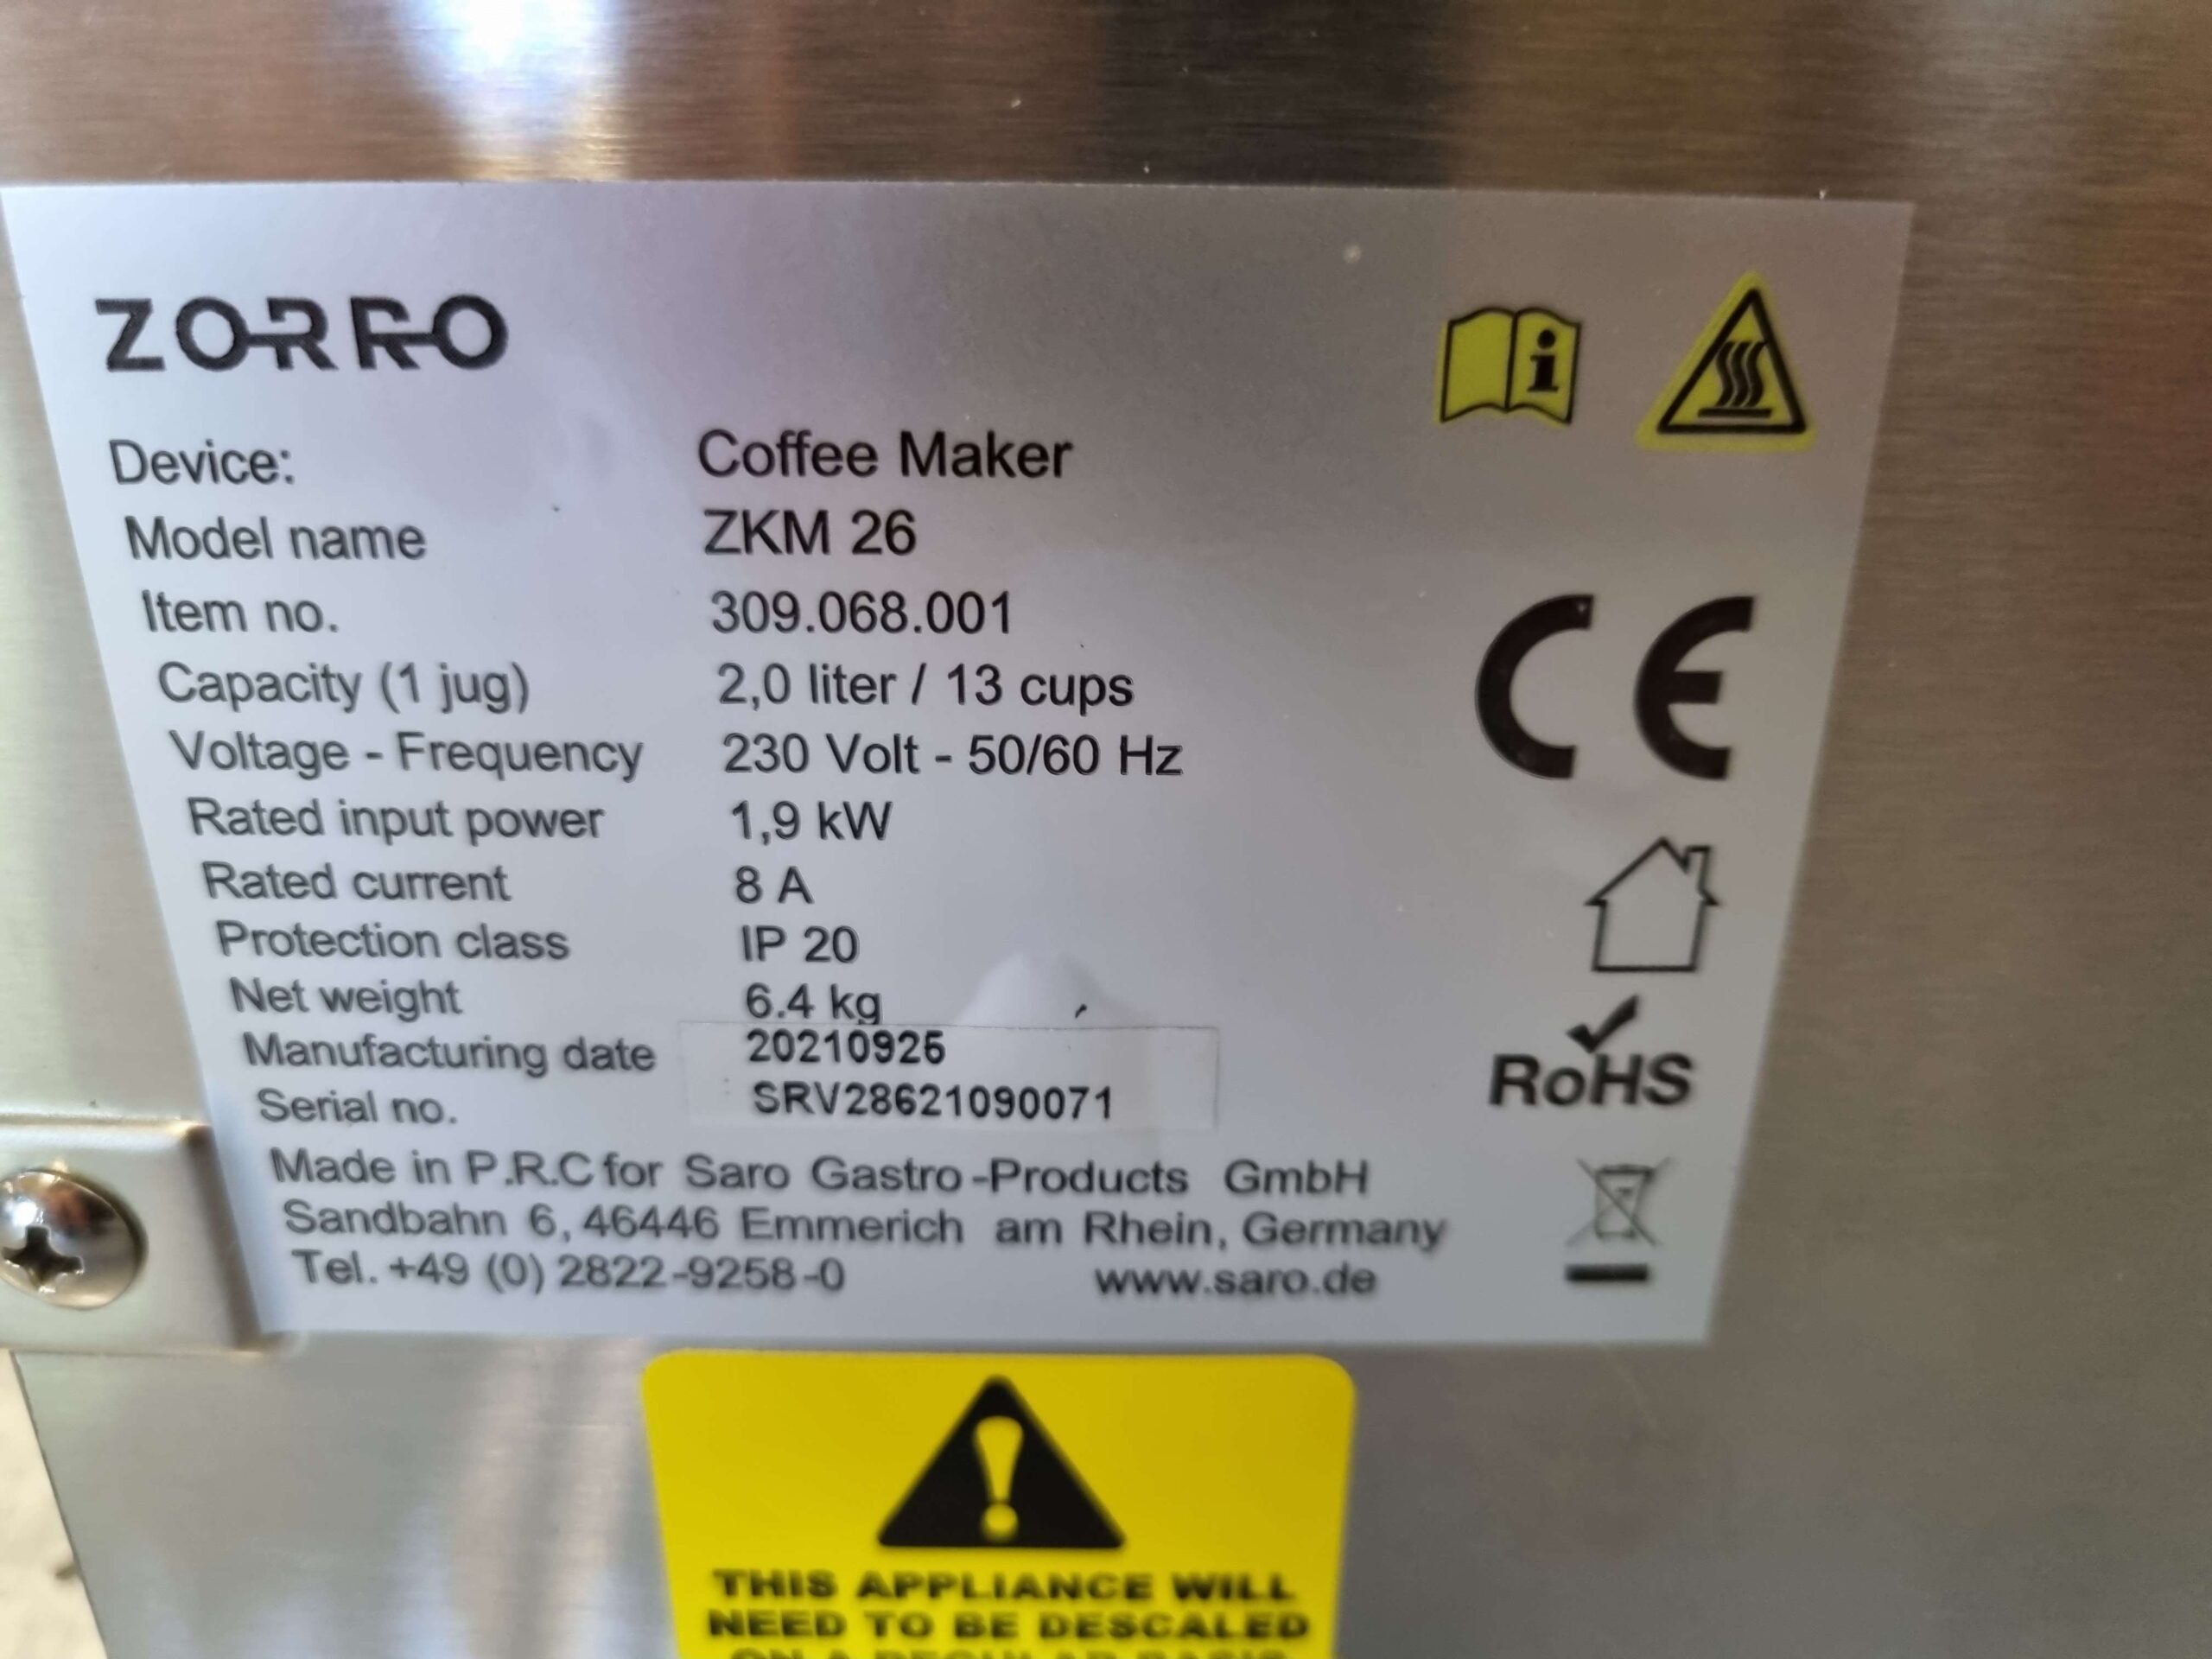 ZORRO
Device: Coffee Maker
Model name ZKM 26
Item no. 309.068.001
Capacity (1 jug) 2,0 liter / 13 cups
Voltage - Frequency 230 Volt - 50/60 Hz
Rated input power 1,9 kW
Rated current 8 A
Protection class IP 20
Net weight 6.4 kg
Manufacturing date 20210925
Serial no. SRV28621090071
Made in P.R.C for Saro Gastro-Products GmbH
Sandbahn 6, 46446 Emmerich am Rhein, Germany
Tel. +49 (0) 2822-9258-0 www.saro.de
CE
RoHS
THIS APPLIANCE WILL
NEED TO BE DESCALED
ON A REGULAR BASIS